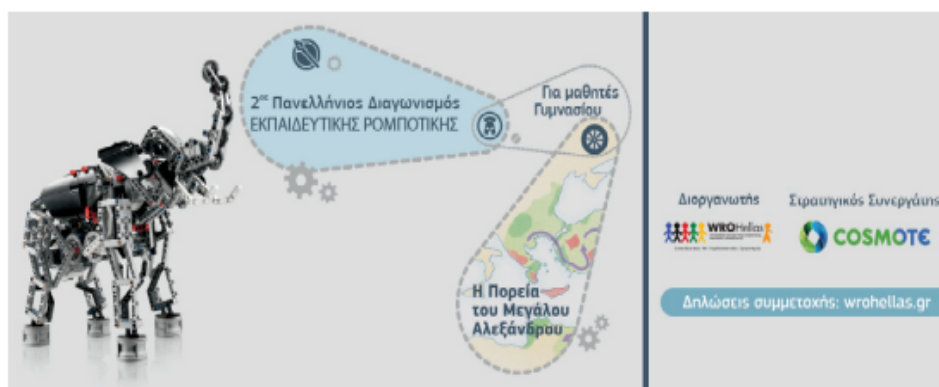 2ος Πανελλήνιος Διαγωνισμός
ΕΚΠΑΙΔΕΥΤΙΚΗΣ ΡΟΜΠΟΤΙΚΗΣ
Για μαθητές
Γυμνασίου
Η Πορεία
του Μεγάλου
Αλεξάνδρου
Διοργανωτής
WROHellas
Στρατηγικός Συνεργάτης
COSMOTE
Δηλώσεις συμμετοχής: wrohellas.gr